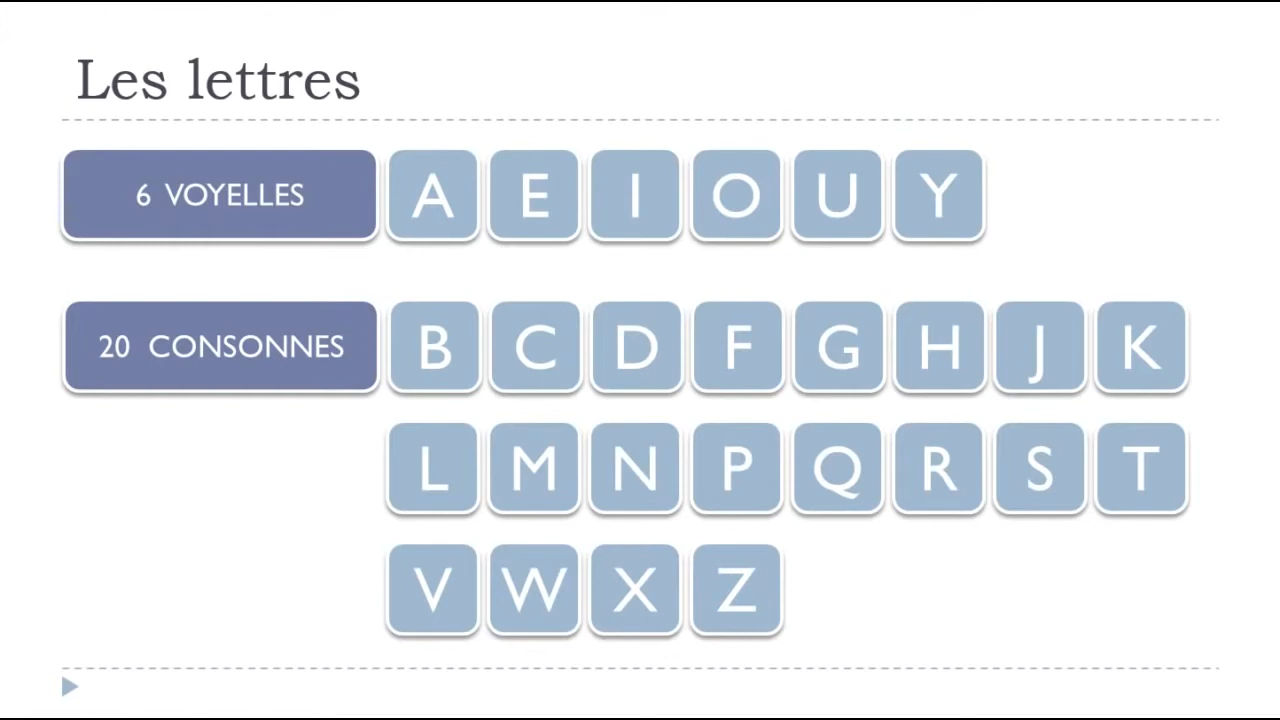 Les lettres
6 VOYELLES A E I O U Y
20 CONSONNES B C D F G H J K
L M N P Q R S T
V W X Z